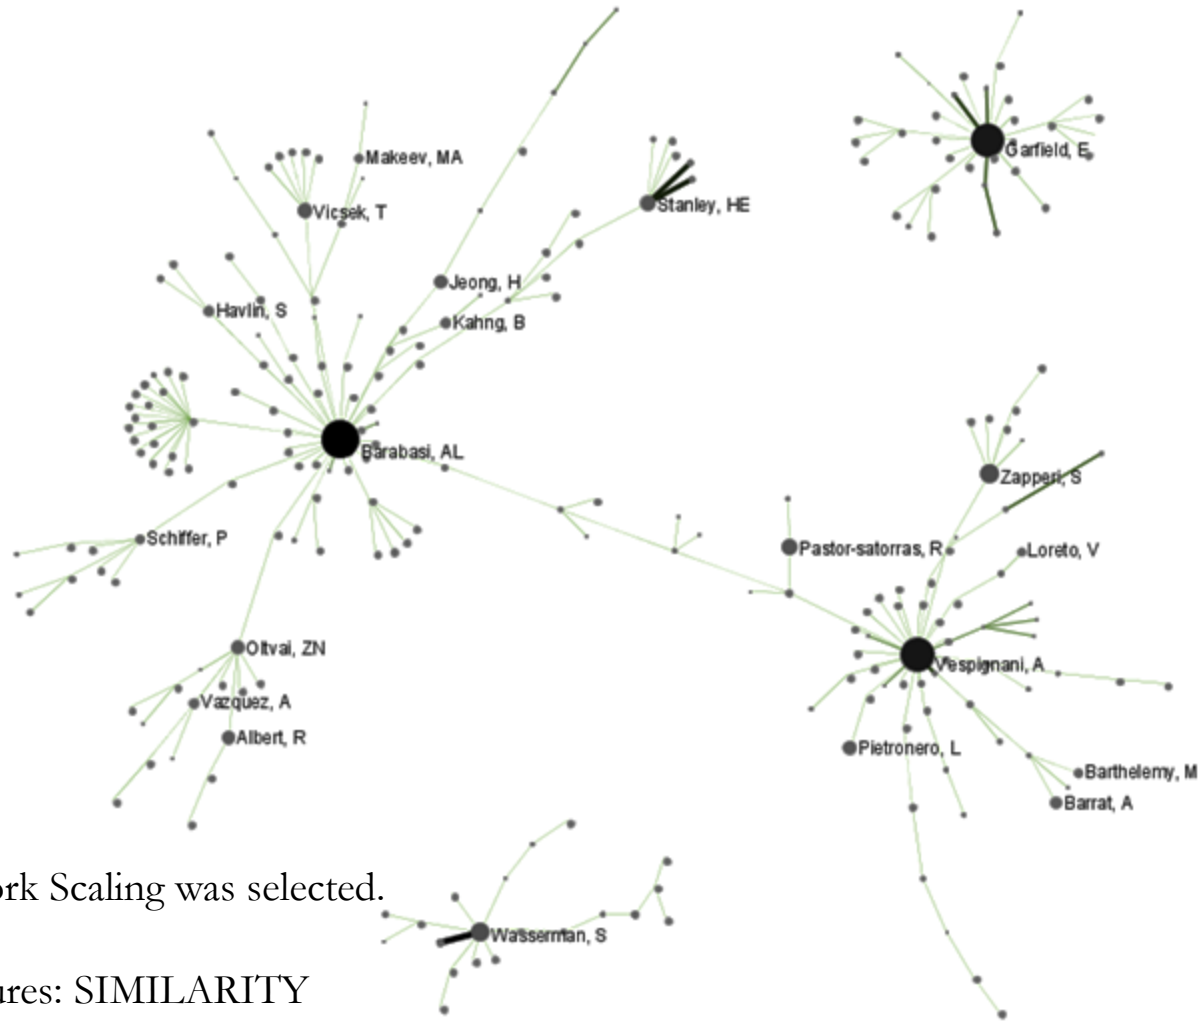 Makeev, MA
Garfield, E
Vicsek, T
Stanley, HE
Jeong, H
Havlin, S
Kahng, B
Barabasi, AL
Zapperi, S
Schiffer, P
Pastor-satorras, R
Loreto, V
Oltvai, ZN
Vespignani, A
Vazquez, A
Albert, R
Pietronero, L
Barthelemy, M
Barrat, A
ork Scaling was selected.
Wasserman, S
ures: SIMILARITY